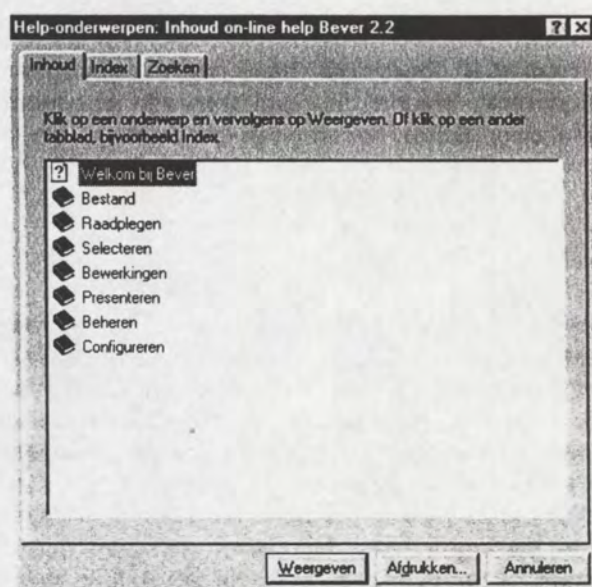 Help-onderwerpen: Inhoud on-line help Bever 2.2
Inhoud Index Zoeken
Klik op een onderwerp en vervolgens op Weergeven. Of klik op een ander
tabblad, bijvoorbeeld Index.
Welkom bij Bever
Bestand
Raadplegen
Selecteren
Bewerkingen
Presenteren
Beheren
Configureren
Weergeven Afdrukken... Annuleren